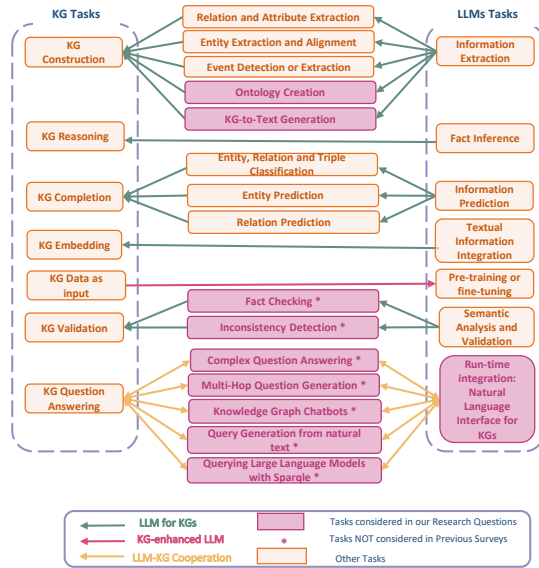 KG Tasks
LLMs Tasks
KG
Construction
Relation and Attribute Extraction
Entity Extraction and Alignment
Event Detection or Extraction
Ontology Creation
KG-to-Text Generation
Information
Extraction
KG Reasoning
Fact Inference
Entity, Relation and Triple
Classification
KG Completion
Entity Prediction
Relation Prediction
Information
Prediction
KG Embedding
Textual
Information
Integration
KG Data as
input
Pre-training or
fine-tuning
KG Validation
Fact Checking *
Inconsistency Detection *
Semantic
Analysis and
Validation
KG Question
Answering
Complex Question Answering *
Multi-Hop Question Generation *
Knowledge Graph Chatbots *
Query Generation from natural
text *
Querying Large Language Models
with Sparqle *
Run-time
integration:
Natural
Language
Interface for
KGs
LLM for KGs
Tasks considered in our Research Questions
KG-enhanced LLM
* Tasks NOT considered in Previous Surveys
LLM-KG Cooperation
Other Tasks